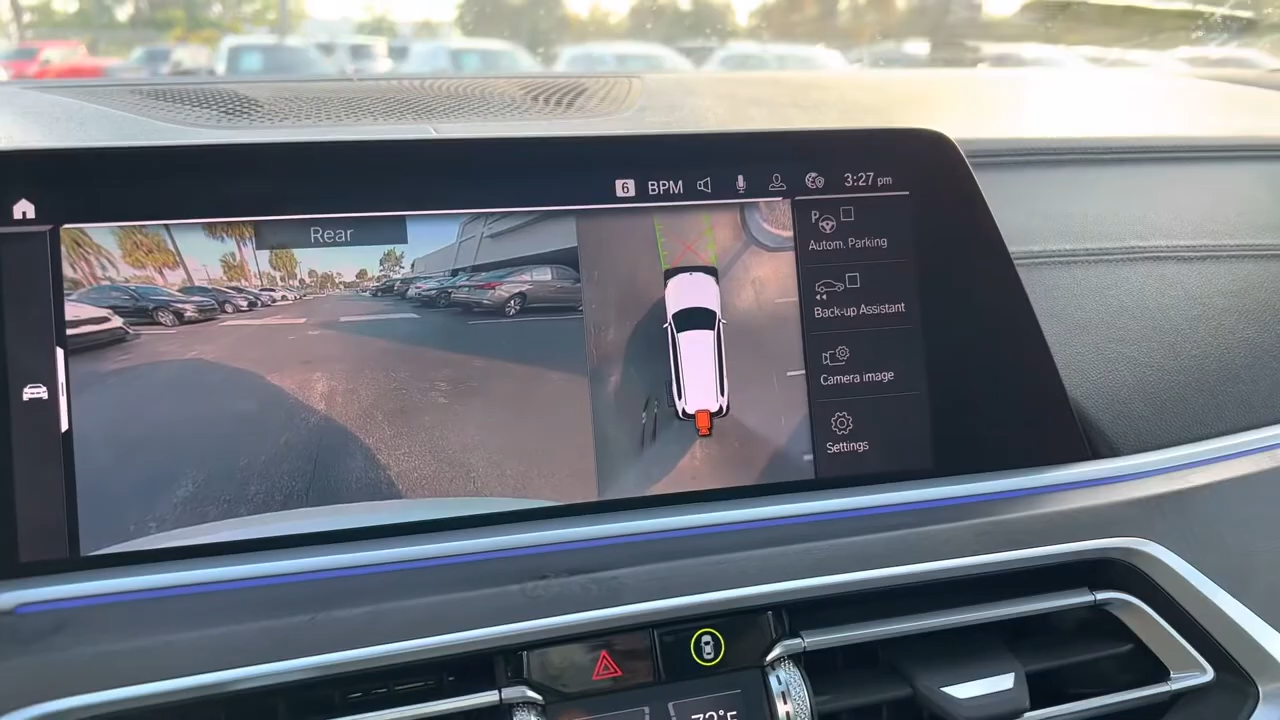 6 BPM 3:27 pm
Rear
P
Autom. Parking
Back-up Assistant
Camera image
Settings